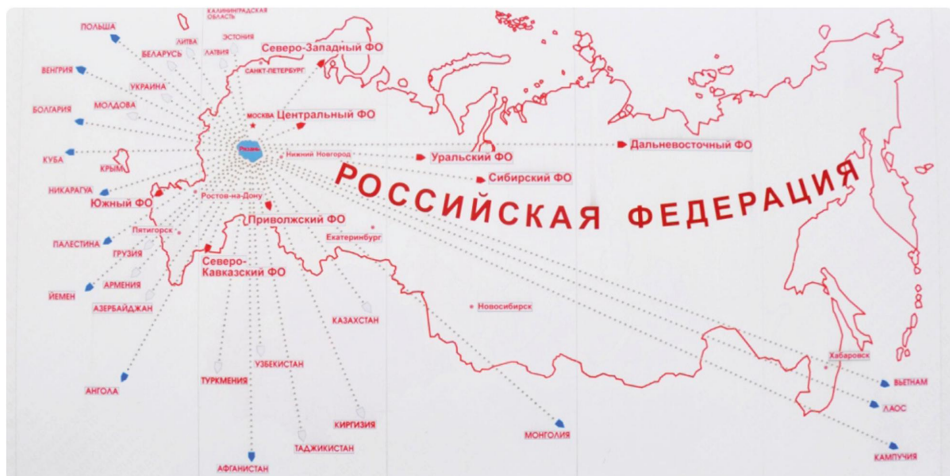 КАЛИНИНГРАДСКАЯ
ОБЛАСТЬ
ПОЛЬША
ЛИТВА
ЭСТОНИЯ
БЕЛАРУСЬ
ЛАТВИЯ
Северо-Западный ФО
САНКТ-ПЕТЕРБУРГ
ВЕНГРИЯ
УКРАИНА
БОЛГАРИЯ
МОЛДОВА
МОСКВА
Центральный ФО
Рязань
Нижний Новгород
Уральский ФО
Дальневосточный ФО
КУБА
КРЫМ
Сибирский ФО
РОССИЙСКАЯ ФЕДЕРАЦИЯ
НИКАРАГУА
Южный ФО
Ростов-на-Дону
Приволжский ФО
Пятигорск
Екатеринбург
ПАЛЕСТИНА
ГРУЗИЯ
Северо-
Кавказский ФО
АРМЕНИЯ
ЙЕМЕН
АЗЕРБАЙДЖАН
Новосибирск
КАЗАХСТАН
Хабаровск
УЗБЕКИСТАН
ТУРКМЕНИЯ
ВЬЕТНАМ
АНГОЛА
ЛАОС
КИРГИЗИЯ
МОНГОЛИЯ
ТАДЖИКИСТАН
КАМПУЧИЯ
АФГАНИСТАН